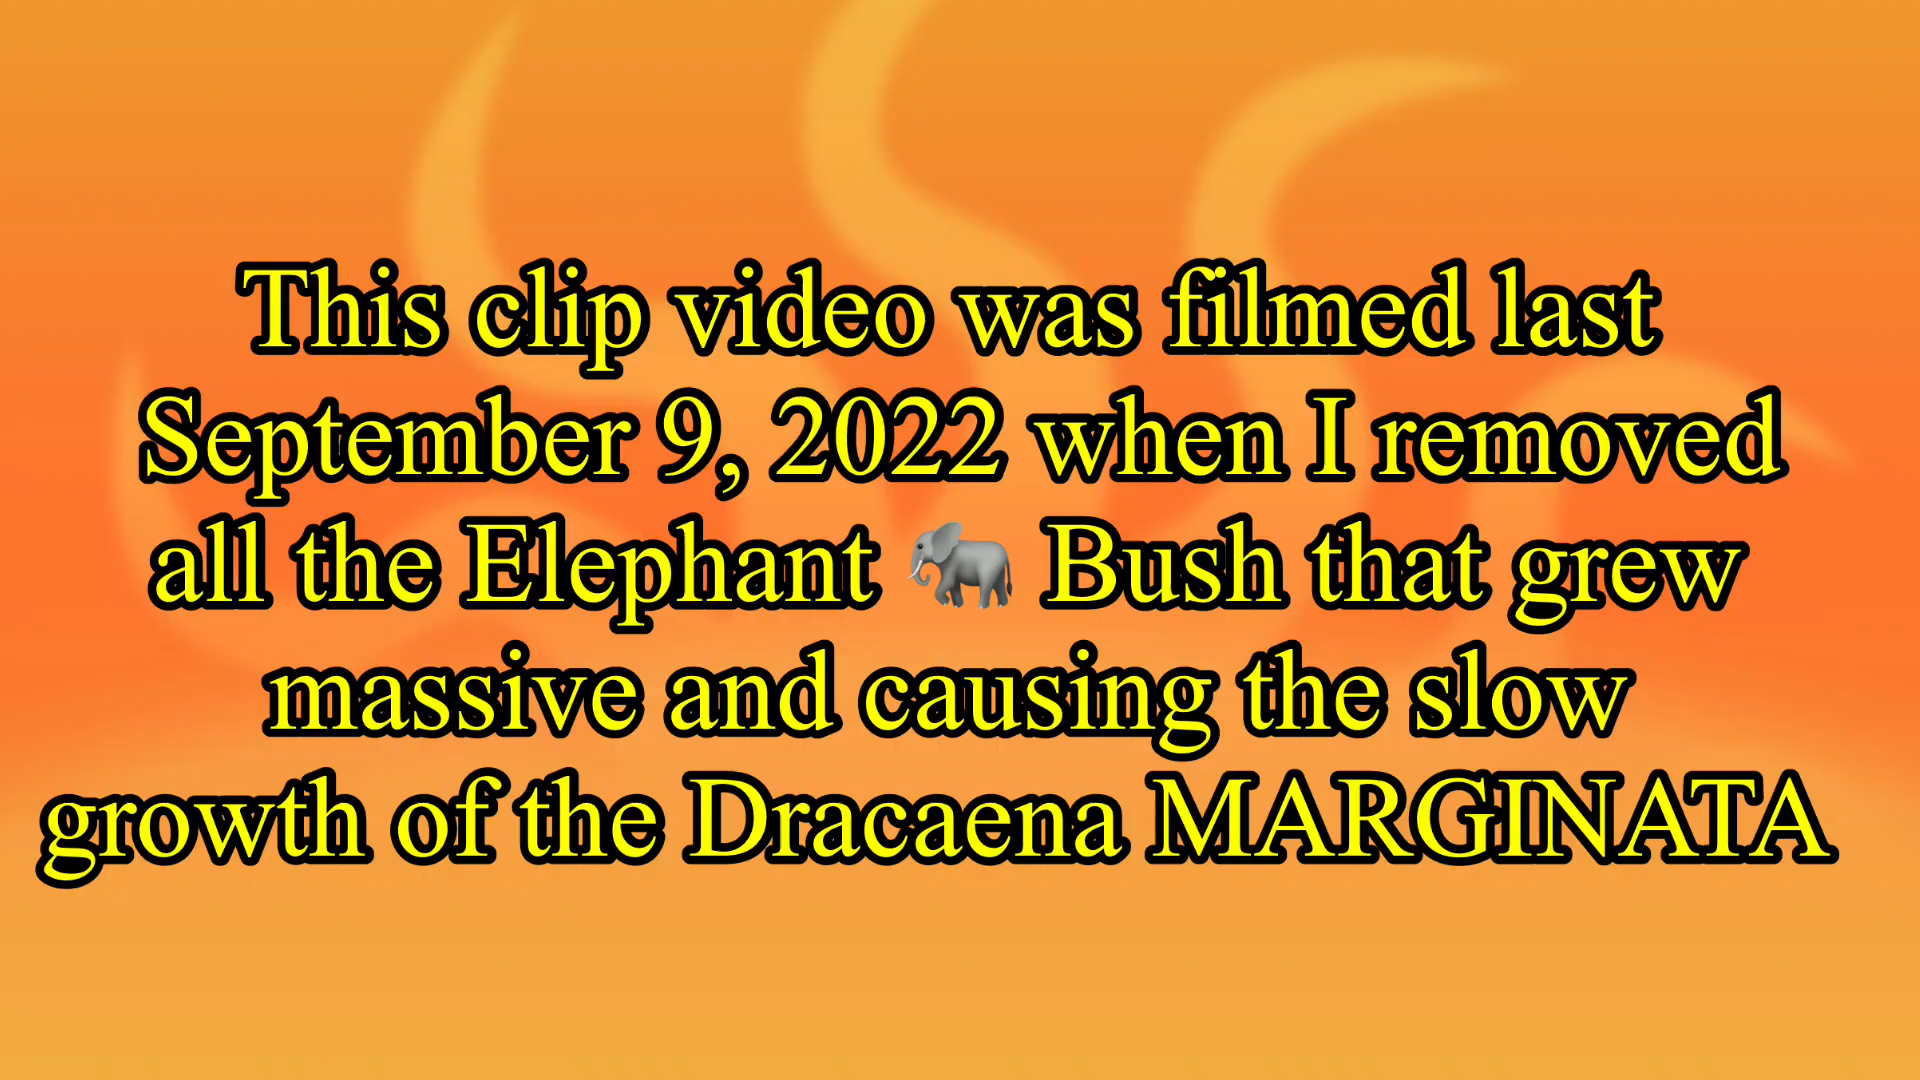 This clip video was filmed last
September 9, 2022 when I removed
all the Elephant 🐘 Bush that grew
massive and causing the slow
growth of the Dracaena MARGINATA